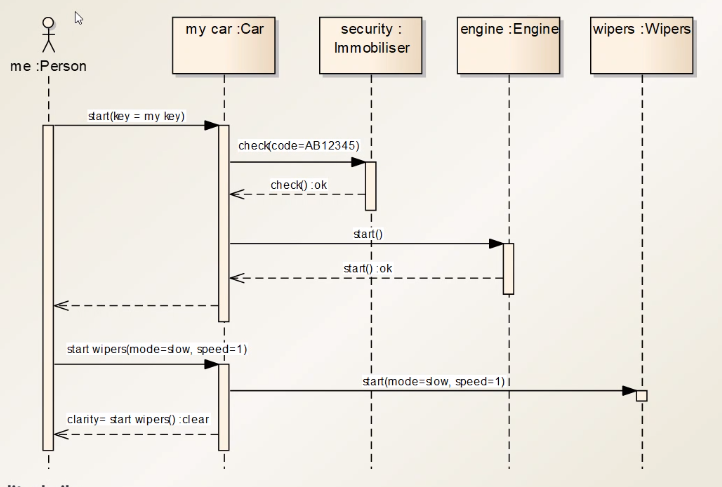 my car :Car
security :
Immobiliser
engine :Engine
wipers :Wipers
me :Person
start(key = my key)
check(code=AB12345)
check() :ok
start()
start() :ok
start wipers(mode=slow, speed=1)
start(mode=slow, speed=1)
clarity= start wipers() :clear